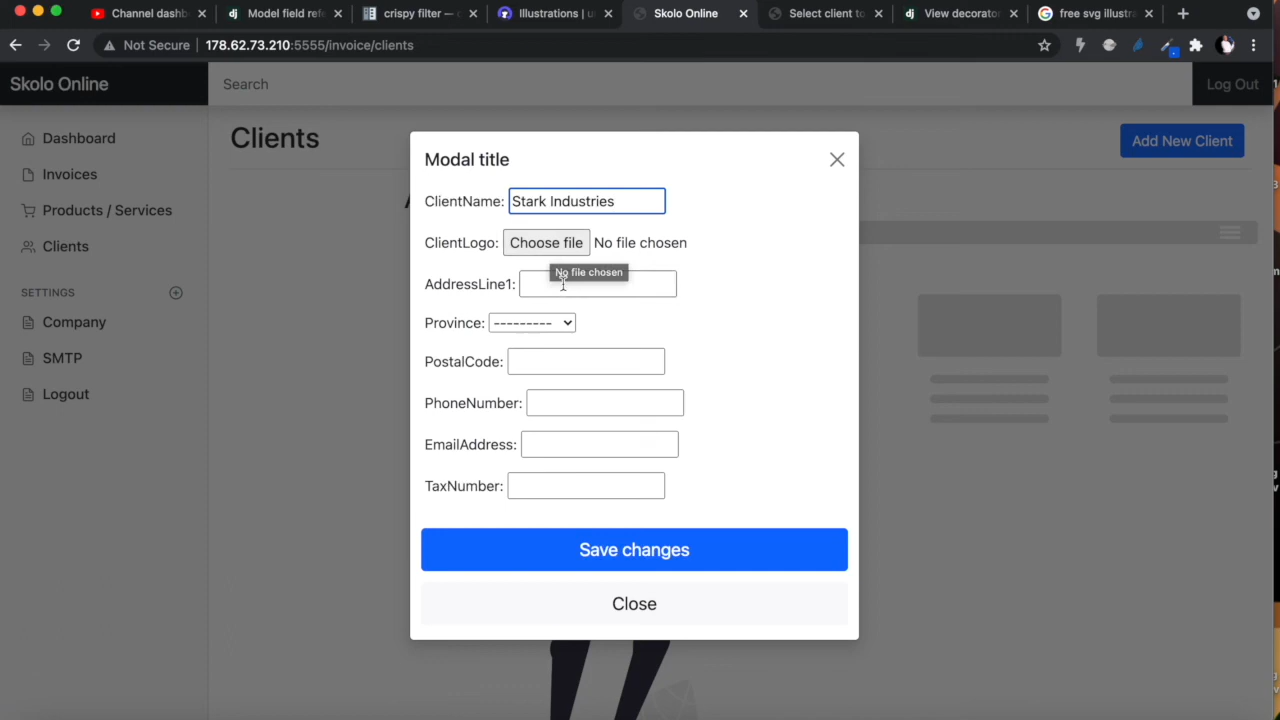 Channel dashb
Model field refe
crispy filter —
Illustrations | u
Skolo Online
Select client to
View decorator
free svg illustra
Not Secure
178.62.73.210:5555/invoice/clients
Skolo Online
Search
Log Out
Dashboard
Invoices
Products / Services
Clients
SETTINGS
Company
SMTP
Logout
Clients
Add New Client
Modal title
ClientName: Stark Industries
ClientLogo: Choose file No file chosen
No file chosen
AddressLine1:
Province: ---------
PostalCode:
PhoneNumber:
EmailAddress:
TaxNumber:
Save changes
Close